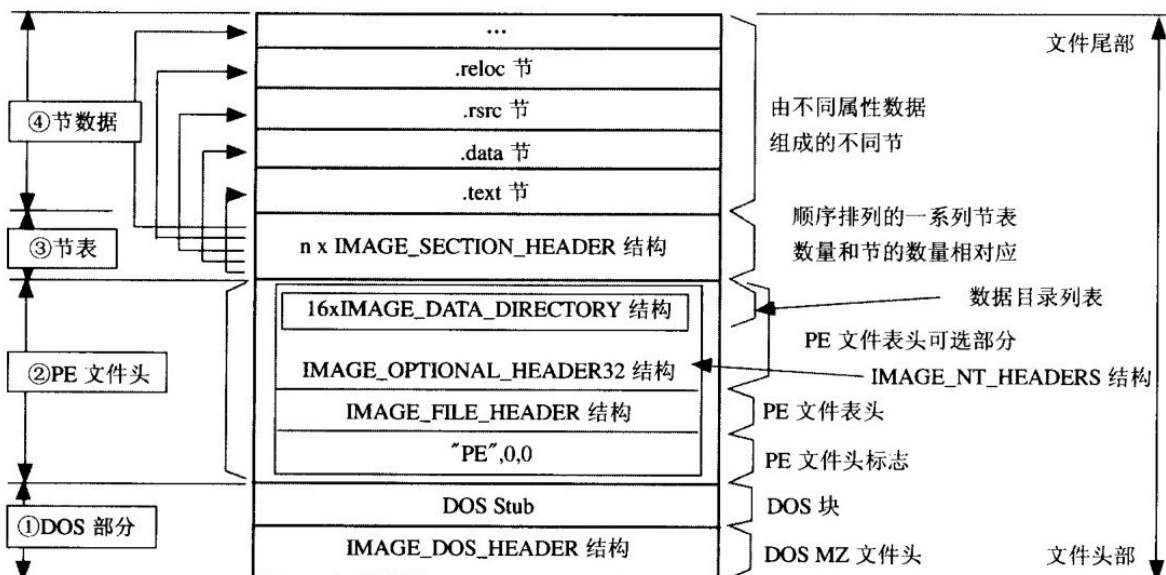 ...
文件尾部
.reloc 节
④节数据
.rsrc 节
由不同属性数据
组成的不同节
.data 节
.text 节
③节表
n x IMAGE_SECTION_HEADER 结构
顺序排列的一系列节表
数量和节的数量相对应
16xIMAGE_DATA_DIRECTORY 结构
数据目录列表
②PE 文件头
PE 文件表头可选部分
IMAGE_OPTIONAL_HEADER32 结构
IMAGE_NT_HEADERS 结构
IMAGE_FILE_HEADER 结构
PE 文件表头
"PE",0,0
PE 文件头标志
①DOS 部分
DOS Stub
DOS 块
IMAGE_DOS_HEADER 结构
DOS MZ 文件头
文件头部